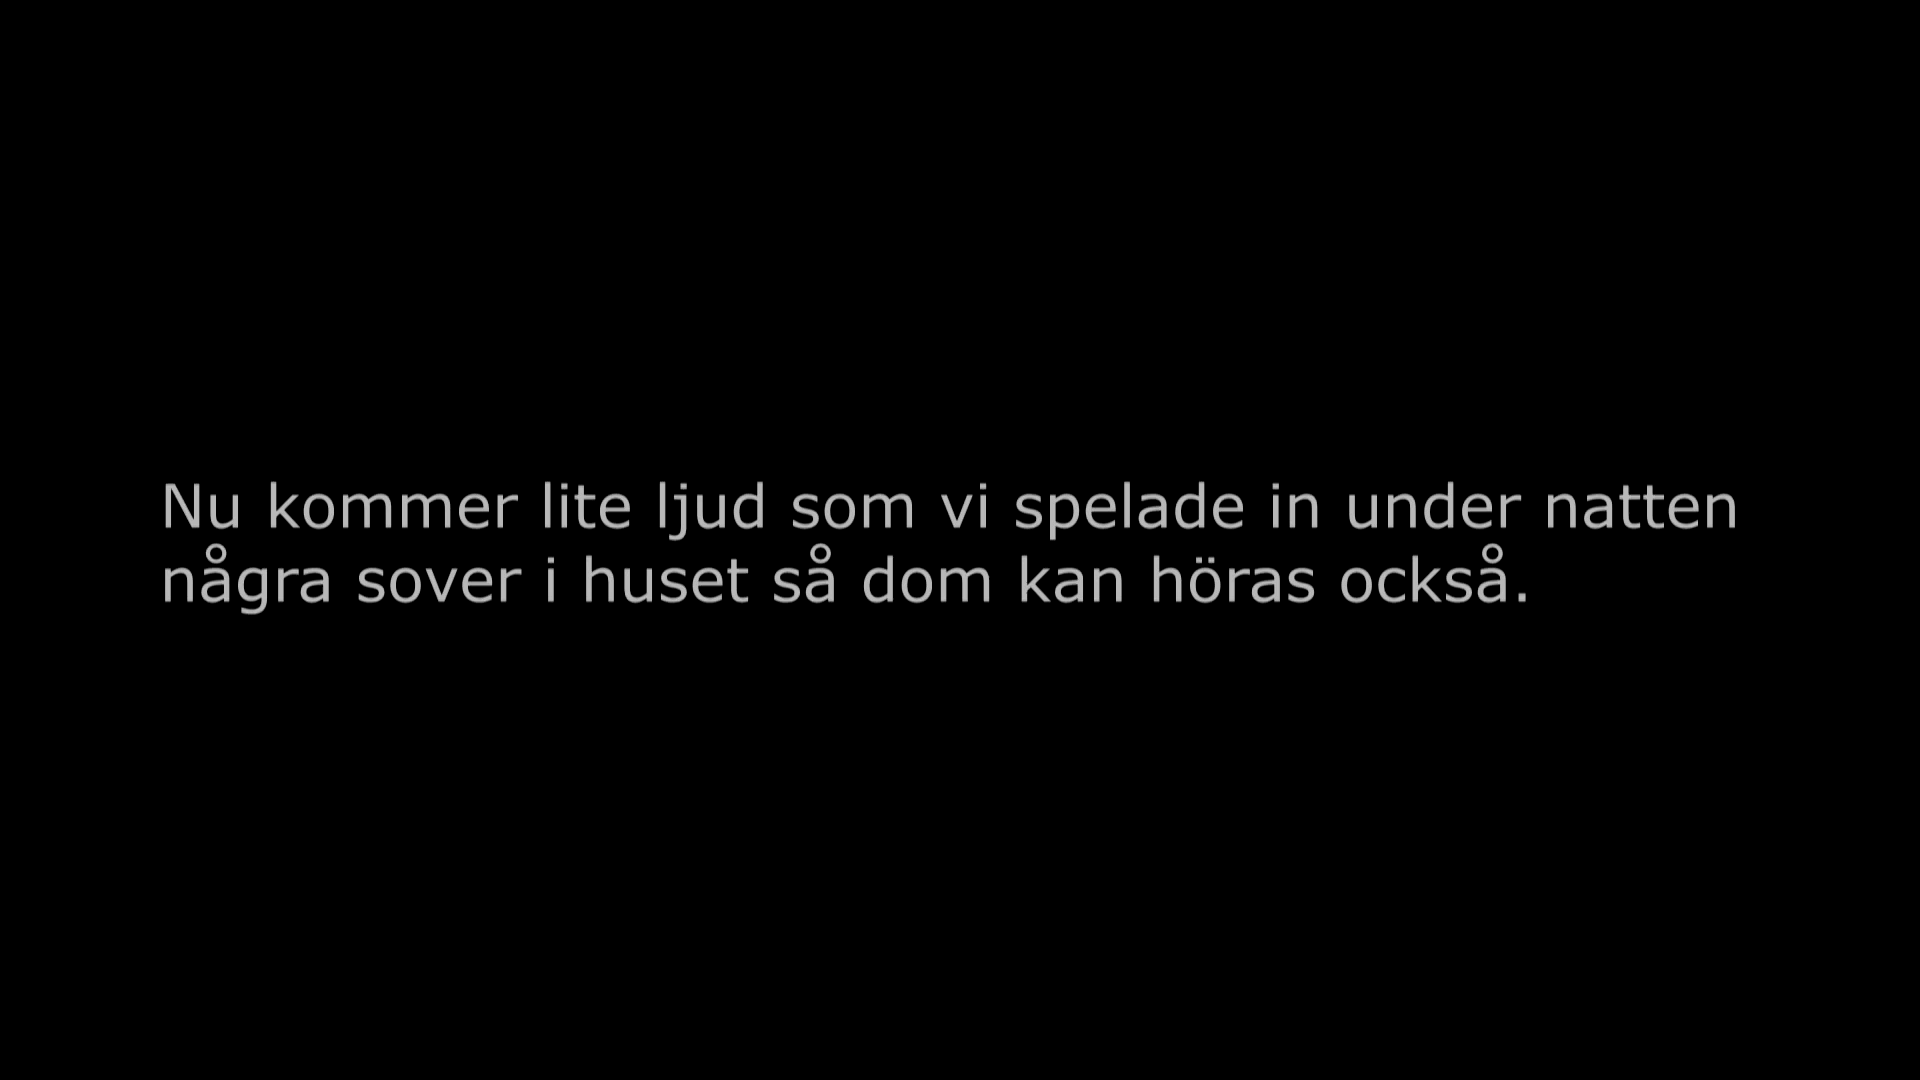 Nu kommer lite ljud som vi spelade in under natten
några sover i huset så dom kan höras också.